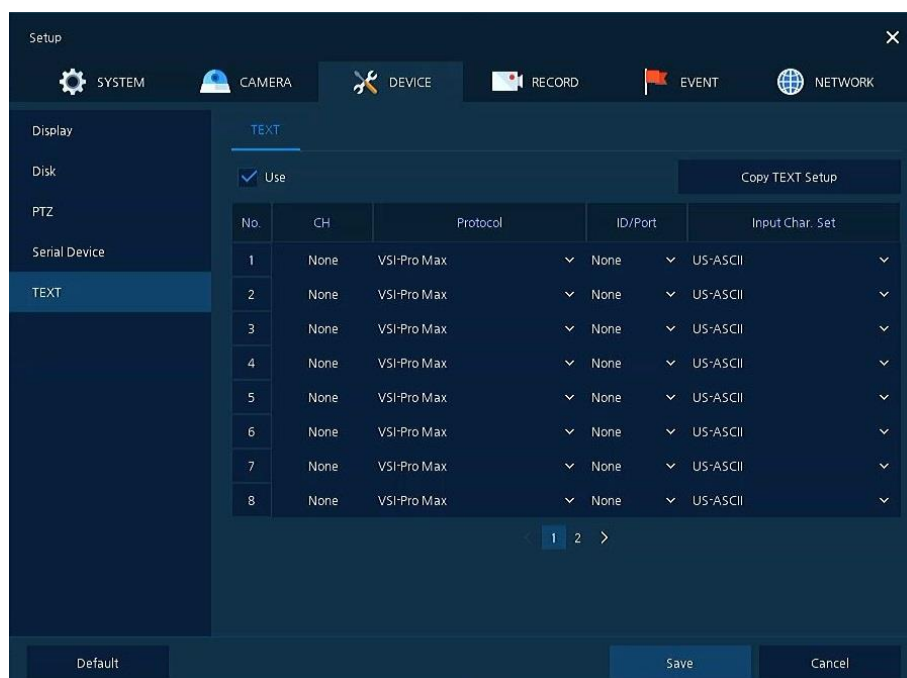 Setup
SYSTEM CAMERA DEVICE RECORD EVENT NETWORK
Display
Disk
PTZ
Serial Device
TEXT
TEXT
Use Copy TEXT Setup
No. CH Protocol ID/Port Input Char. Set
1 None VSI-Pro Max None US-ASCII
2 None VSI-Pro Max None US-ASCII
3 None VSI-Pro Max None US-ASCII
4 None VSI-Pro Max None US-ASCII
5 None VSI-Pro Max None US-ASCII
6 None VSI-Pro Max None US-ASCII
7 None VSI-Pro Max None US-ASCII
8 None VSI-Pro Max None US-ASCII
1 2
Default Save Cancel